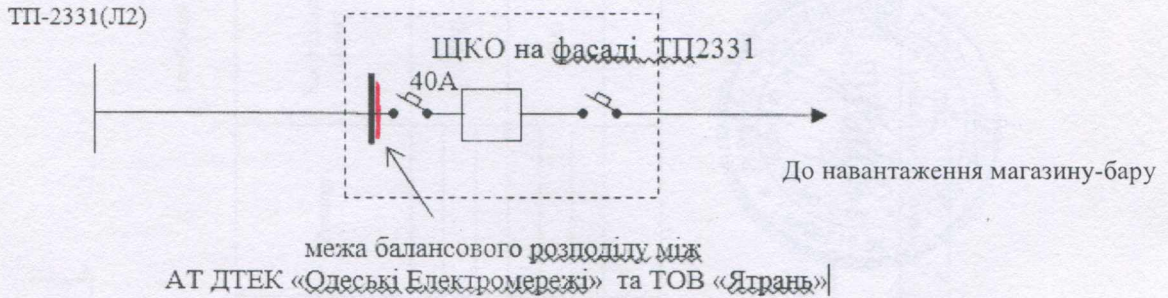 ТП-2331(Л2)
ЩКО на фасаді ТП2331
40А
До навантаження магазину-бару
межа балансового розподілу між
АТ ДТЕК «Одеські Електромережі» та ТОВ «Ятрань»